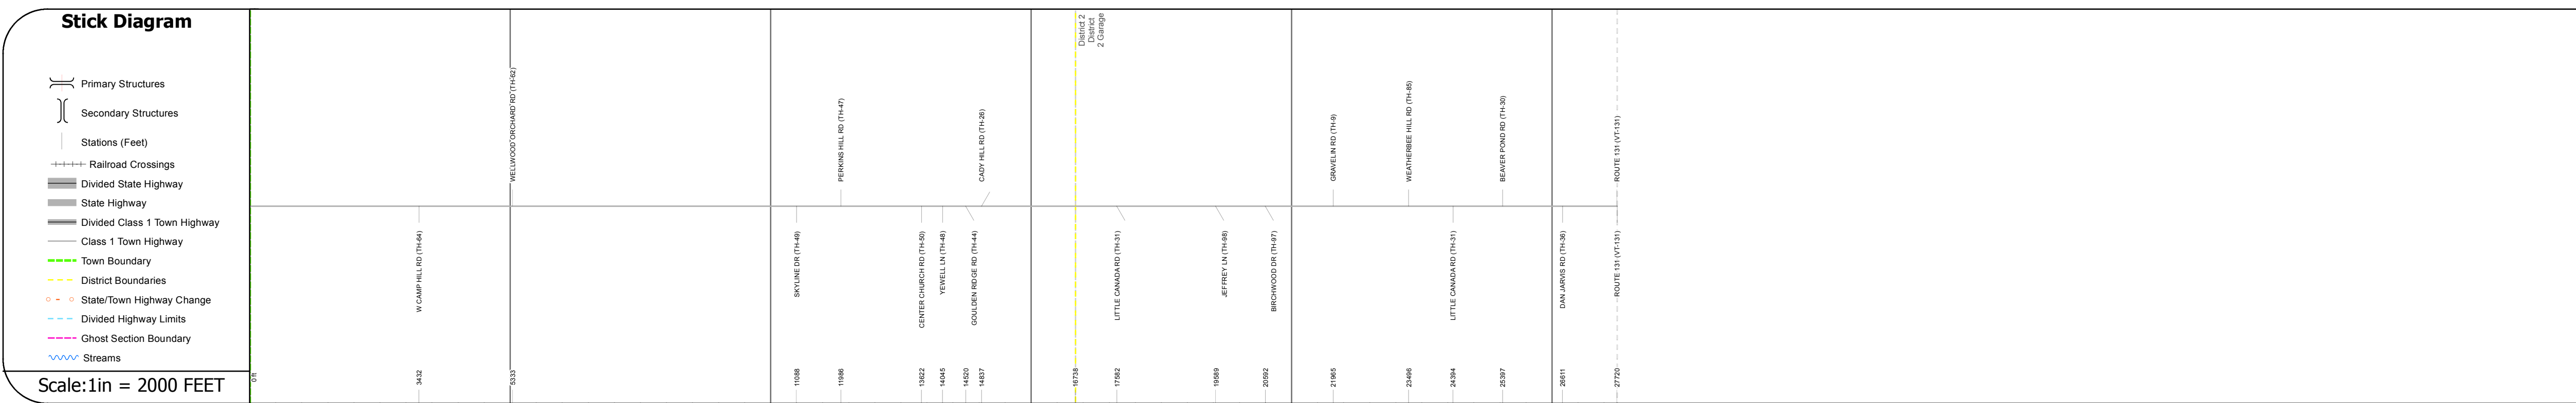 Stick Diagram
Primary Structures
Secondary Structures
Stations (Feet)
Railroad Crossings
Divided State Highway
State Highway
Divided Class 1 Town Highway
Class 1 Town Highway
Town Boundary
District Boundaries
State/Town Highway Change
Divided Highway Limits
Ghost Section Boundary
Streams
Scale:1in = 2000 FEET
District 2
District
2 Garage
WELLWOOD ORCHARD RD (TH-62)
PERKINS HILL RD (TH-47)
CADY HILL RD (TH-26)
GRAVELIN RD (TH-9)
WEATHERBEE HILL RD (TH-85)
BEAVER POND RD (TH-30)
ROUTE 131 (VT-131)
W CAMP HILL RD (TH-64)
SKYLINE DR (TH-49)
CENTER CHURCH RD (TH-50)
YEWELL LN (TH-48)
GOULDEN RIDGE RD (TH-44)
LITTLE CANADA RD (TH-31)
JEFFREY LN (TH-98)
BIRCHWOOD DR (TH-97)
LITTLE CANADA RD (TH-31)
DAN JARVIS RD (TH-36)
ROUTE 131 (VT-131)
0 ft
3432
5333
11088
11986
13622
14045
14520
14837
16738
17582
19589
20592
21965
23496
24394
25397
26611
27720